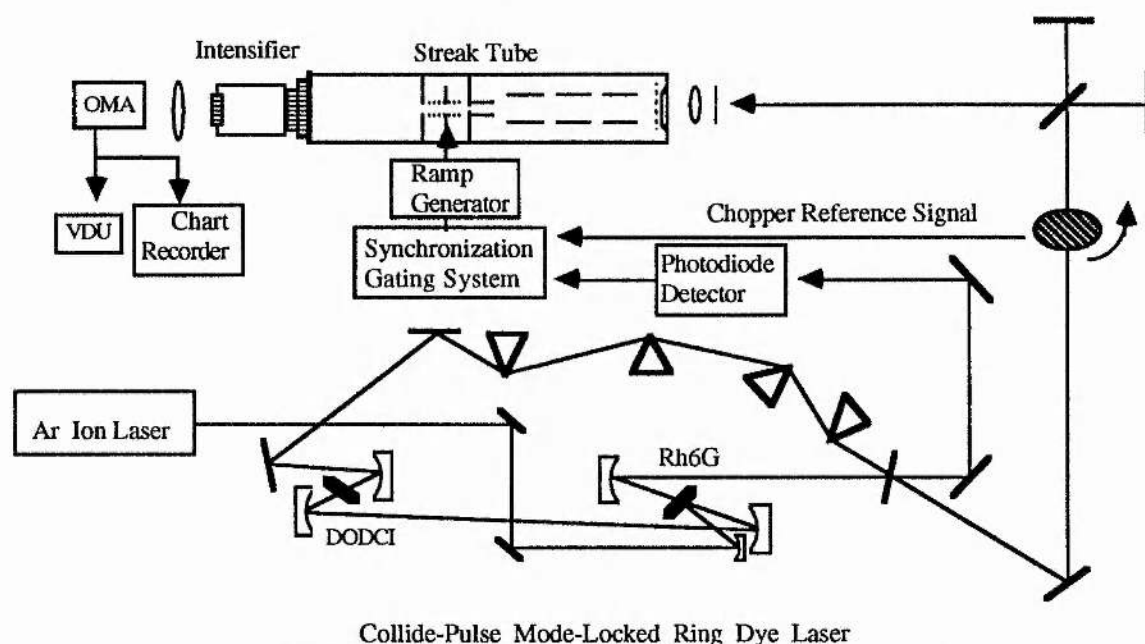 Intensifier
Streak Tube
OMA
VDU
Chart
Recorder
Ramp
Generator
Synchronization
Gating System
Chopper Reference Signal
Photodiode
Detector
Ar Ion Laser
DODCI
Rh6G
Collide-Pulse Mode-Locked Ring Dye Laser